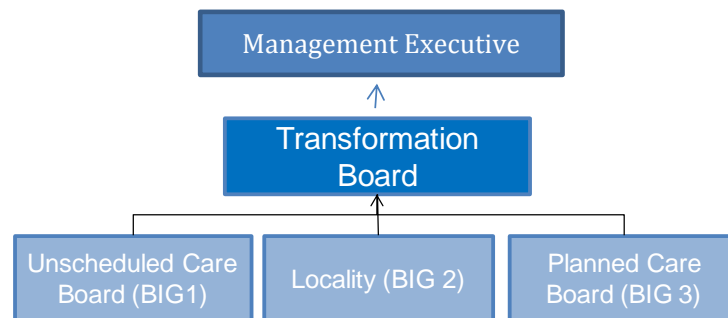 Management Executive
Transformation
Board
Unscheduled Care
Board (BIG1)
Locality (BIG 2)
Planned Care
Board (BIG 3)